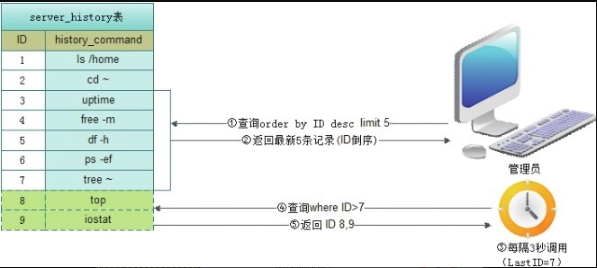 server_history表
ID history_command
1 ls /home
2 cd ~
3 uptime
4 free -m
5 df -h
6 ps -ef
7 tree ~
8 top
9 iostat
①查询order by ID desc limit 5
②返回最新5条记录(ID倒序)
管理员
④查询where ID>7
⑤返回 ID 8,9
③每隔3秒调用
(LastID=7)